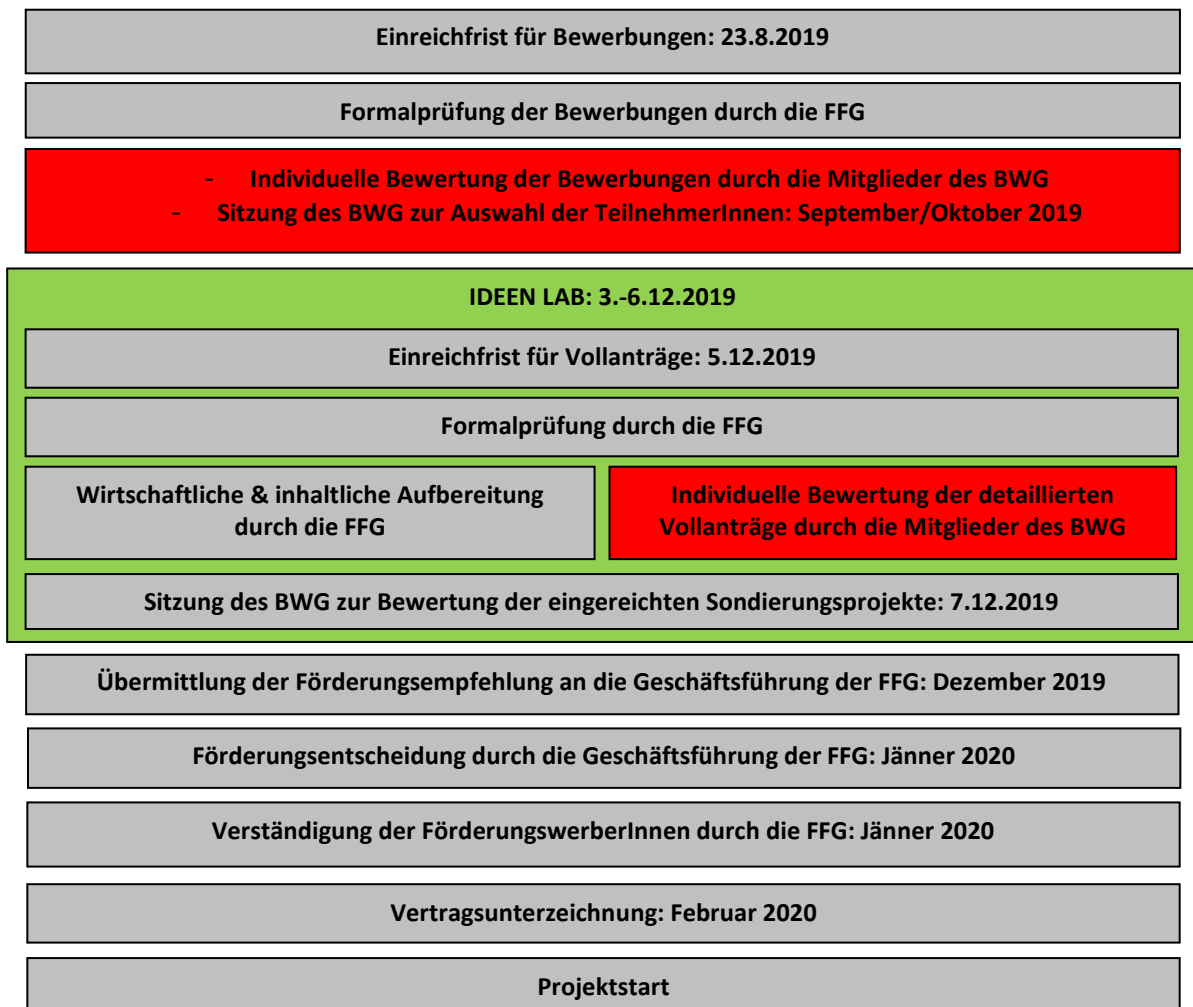 Einreichfrist für Bewerbungen: 23.8.2019
Formalprüfung der Bewerbungen durch die FFG
- Individuelle Bewertung der Bewerbungen durch die Mitglieder des BWG
- Sitzung des BWG zur Auswahl der TeilnehmerInnen: September/Oktober 2019
IDEEN LAB: 3.-6.12.2019
Einreichfrist für Vollanträge: 5.12.2019
Formalprüfung durch die FFG
Wirtschaftliche & inhaltliche Aufbereitung
durch die FFG
Individuelle Bewertung der detaillierten
Vollanträge durch die Mitglieder des BWG
Sitzung des BWG zur Bewertung der eingereichten Sondierungsprojekte: 7.12.2019
Übermittlung der Förderungsempfehlung an die Geschäftsführung der FFG: Dezember 2019
Förderungsentscheidung durch die Geschäftsführung der FFG: Jänner 2020
Verständigung der FörderungswerberInnen durch die FFG: Jänner 2020
Vertragsunterzeichnung: Februar 2020
Projektstart